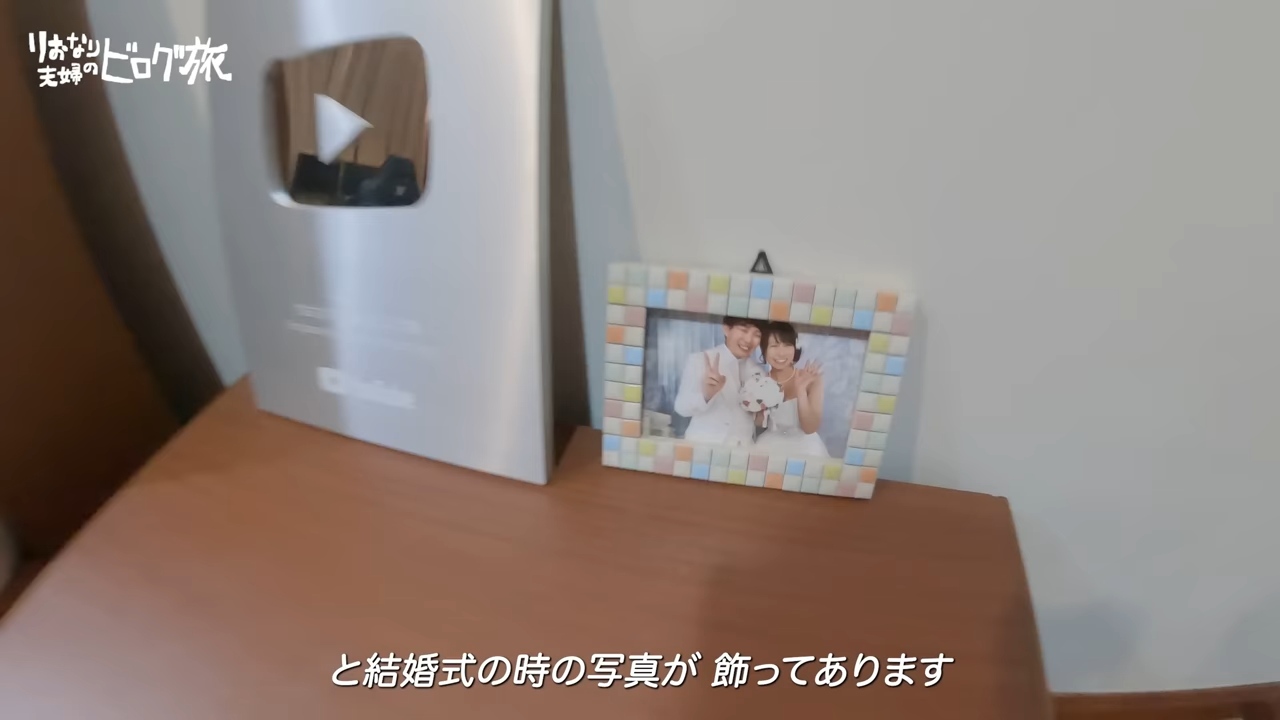 りおなり
夫婦の
ビログ旅
と結婚式の時の写真が 飾ってあります